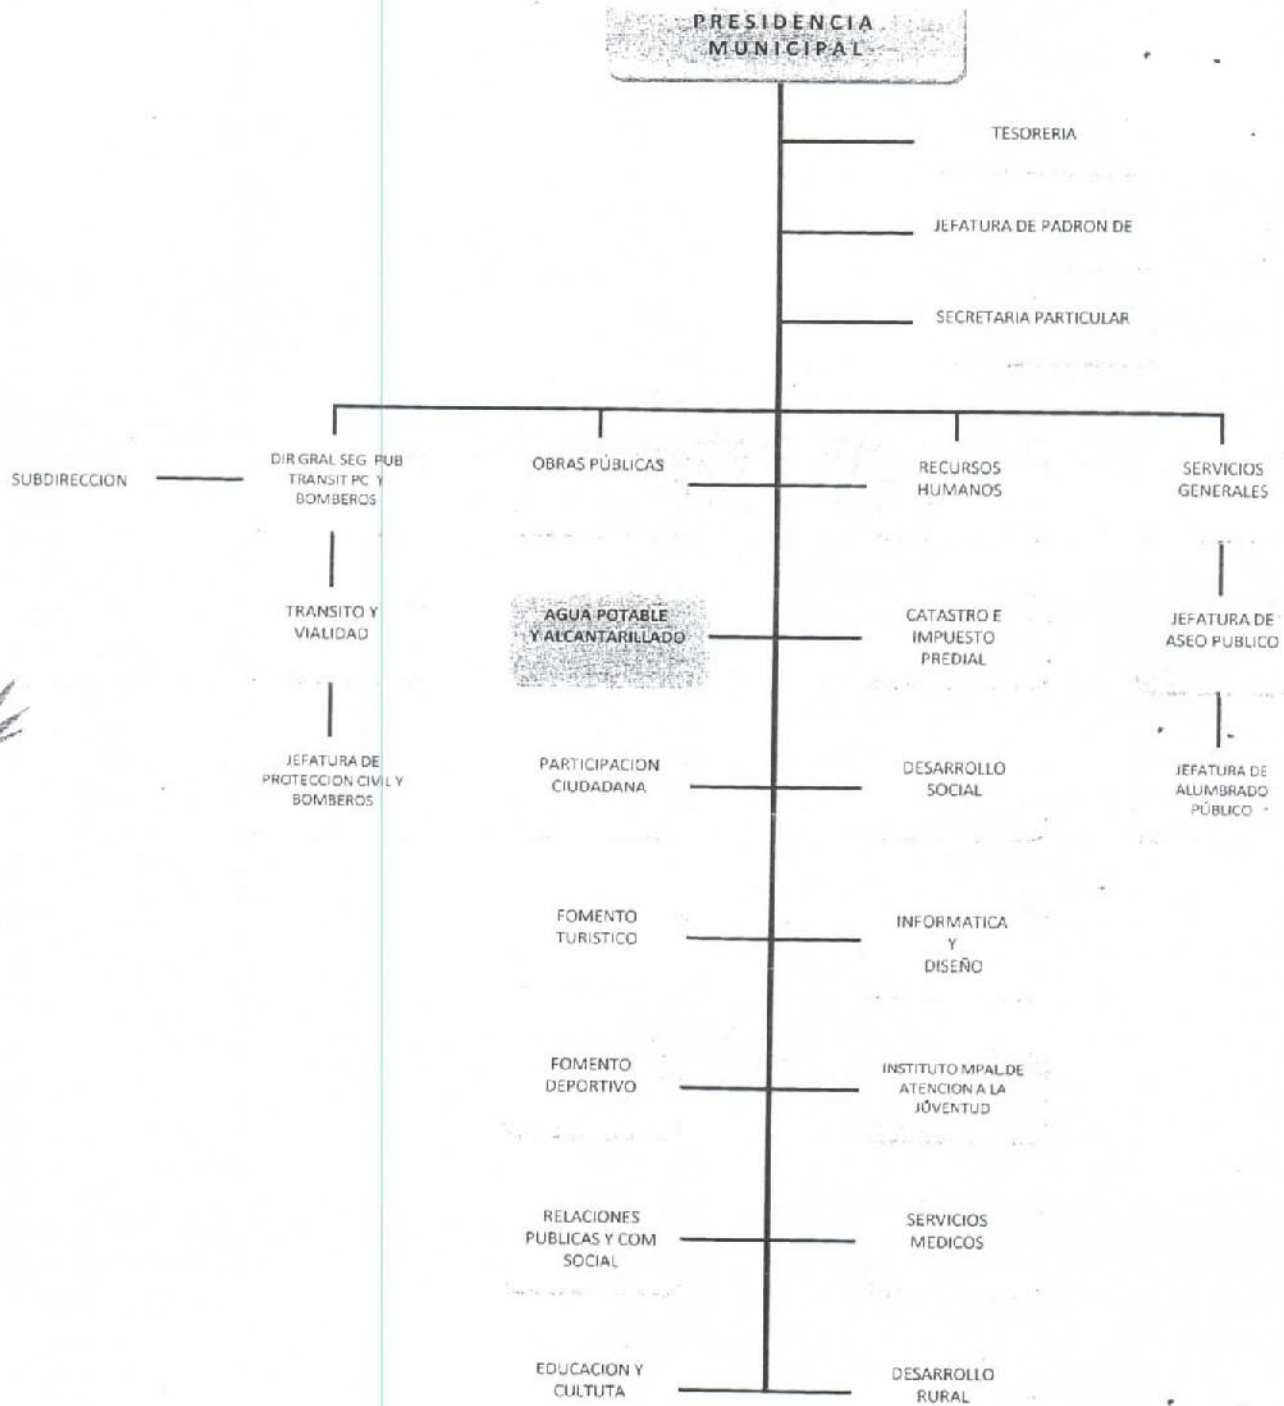 PRESIDENCIA
MUNICIPAL
TESORERIA
JEFATURA DE PADRON DE
SECRETARIA PARTICULAR
SUBDIRECCION
DIR GRAL SEG PUB
TRANSIT PC Y
BOMBEROS
OBRAS PÚBLICAS
RECURSOS
HUMANOS
SERVICIOS
GENERALES
TRANSITO Y
VIALIDAD
AGUA POTABLE
Y ALCANTARILLADO
CATASTRO E
IMPUESTO
PREDIAL
JEFATURA DE
ASEO PUBLICO
JEFATURA DE
PROTECCION CIVIL Y
BOMBEROS
PARTICIPACION
CIUDADANA
DESARROLLO
SOCIAL
JEFATURA DE
ALUMBRADO
PÚBLICO
FOMENTO
TURISTICO
INFORMATICA
Y
DISEÑO
FOMENTO
DEPORTIVO
INSTITUTO MPAL.DE
ATENCION A LA
JUVENTUD
RELACIONES
PUBLICAS Y COM
SOCIAL
SERVICIOS
MEDICOS
EDUCACION Y
CULTUTA
DESARROLLO
RURAL